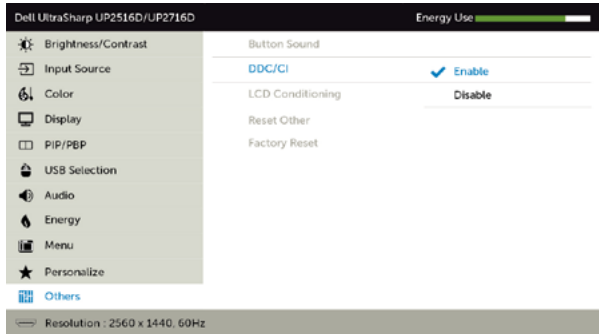 Dell UltraSharp UP2516D/UP2716D Energy Use
Brightness/Contrast Button Sound
Input Source DDC/CI Enable
Color LCD Conditioning Disable
Display Reset Other
PIP/PBP Factory Reset
USB Selection
Audio
Energy
Menu
Personalize
Others
Resolution : 2560 x 1440, 60Hz